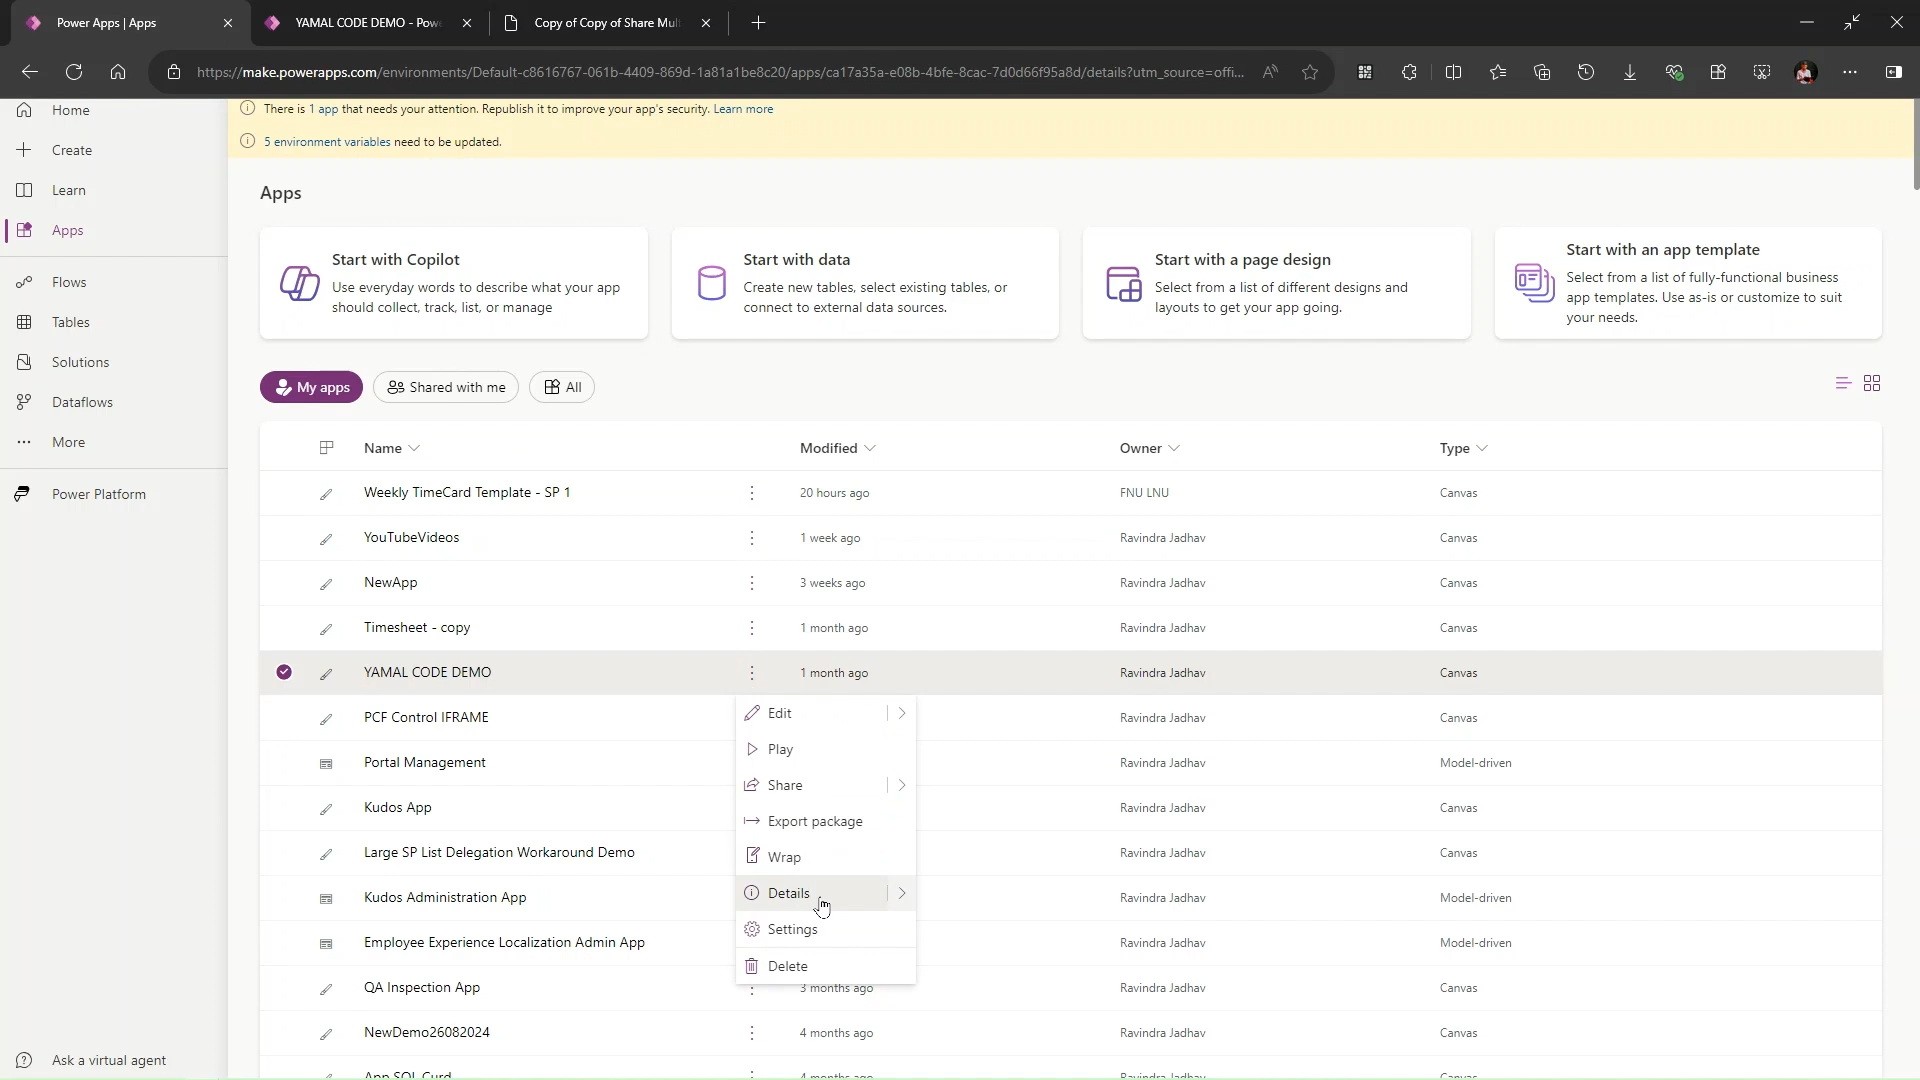 Power Apps | Apps
YAMAL CODE DEMO - Pow
Copy of Copy of Share Mul
https://make.powerapps.com/environments/Default-c8616767-061b-4409-869d-1a81a1be8c20/apps/ca17a35a-e08b-4bfe-8cac-7d0d66f95a8d/details?utm_source=offi...
Home
Create
Learn
Apps
Flows
Tables
Solutions
Dataflows
More
Power Platform
Ask a virtual agent
There is 1 app that needs your attention. Republish it to improve your app's security. Learn more
5 environment variables need to be updated.
Apps
Start with Copilot
Use everyday words to describe what your app
should collect, track, list, or manage
Start with data
Create new tables, select existing tables, or
connect to external data sources.
Start with a page design
Select from a list of different designs and
layouts to get your app going.
Start with an app template
Select from a list of fully-functional business
app templates. Use as-is or customize to suit
your needs.
My apps
Shared with me
All
Name Modified Owner Type
Weekly TimeCard Template - SP 1 20 hours ago FNU LNU Canvas
YouTubeVideos 1 week ago Ravindra Jadhav Canvas
NewApp 3 weeks ago Ravindra Jadhav Canvas
Timesheet - copy 1 month ago Ravindra Jadhav Canvas
YAMAL CODE DEMO 1 month ago Ravindra Jadhav Canvas
PCF Control IFRAME Ravindra Jadhav Canvas
Portal Management Ravindra Jadhav Model-driven
Kudos App Ravindra Jadhav Canvas
Large SP List Delegation Workaround Demo Ravindra Jadhav Canvas
Kudos Administration App Ravindra Jadhav Model-driven
Employee Experience Localization Admin App Ravindra Jadhav Model-driven
QA Inspection App 3 months ago Ravindra Jadhav Canvas
NewDemo26082024 4 months ago Ravindra Jadhav Canvas
App SQL Curd 4 months ago Ravindra Jadhav Canvas
Edit
Play
Share
Export package
Wrap
Details
Settings
Delete